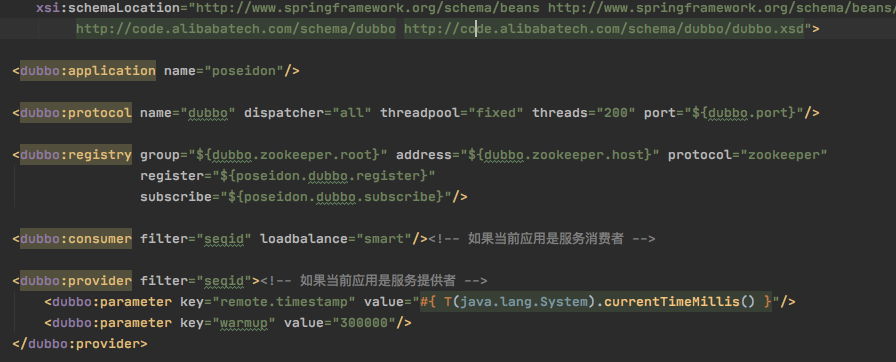 xsi:schemaLocation="http://www.springframework.org/schema/beans http://www.springframework.org/schema/beans/
http://code.alibabatech.com/schema/dubbo http://code.alibabatech.com/schema/dubbo/dubbo.xsd">
<dubbo:application name="poseidon"/>
<dubbo:protocol name="dubbo" dispatcher="all" threadpool="fixed" threads="200" port="${dubbo.port}"/>
<dubbo:registry group="${dubbo.zookeeper.root}" address="${dubbo.zookeeper.host}" protocol="zookeeper"
register="${poseidon.dubbo.register}"
subscribe="${poseidon.dubbo.subscribe}"/>
<dubbo:consumer filter="seqid" loadbalance="smart"/><!-- 如果当前应用是服务消费者 -->
<dubbo:provider filter="seqid"><!-- 如果当前应用是服务提供者 -->
<dubbo:parameter key="remote.timestamp" value="#{ T(java.lang.System).currentTimeMillis() }"/>
<dubbo:parameter key="warmup" value="300000"/>
</dubbo:provider>